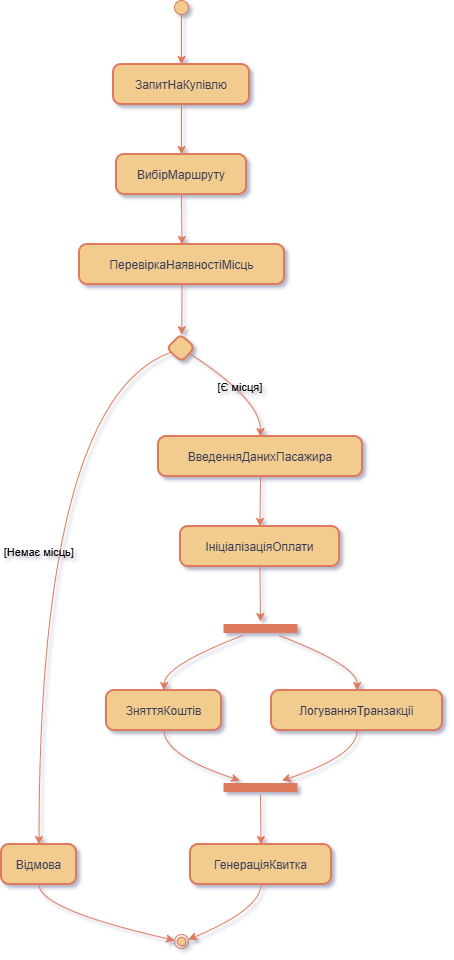 ЗапитНаКупівлю
ВибірМаршруту
ПеревіркаНаявностіМісць
[Є місця]
ВведенняДанихПасажира
ІніціалізаціяОплати
[Немає місць]
ЗняттяКоштів
ЛогуванняТранзакції
Відмова
ГенераціяКвитка